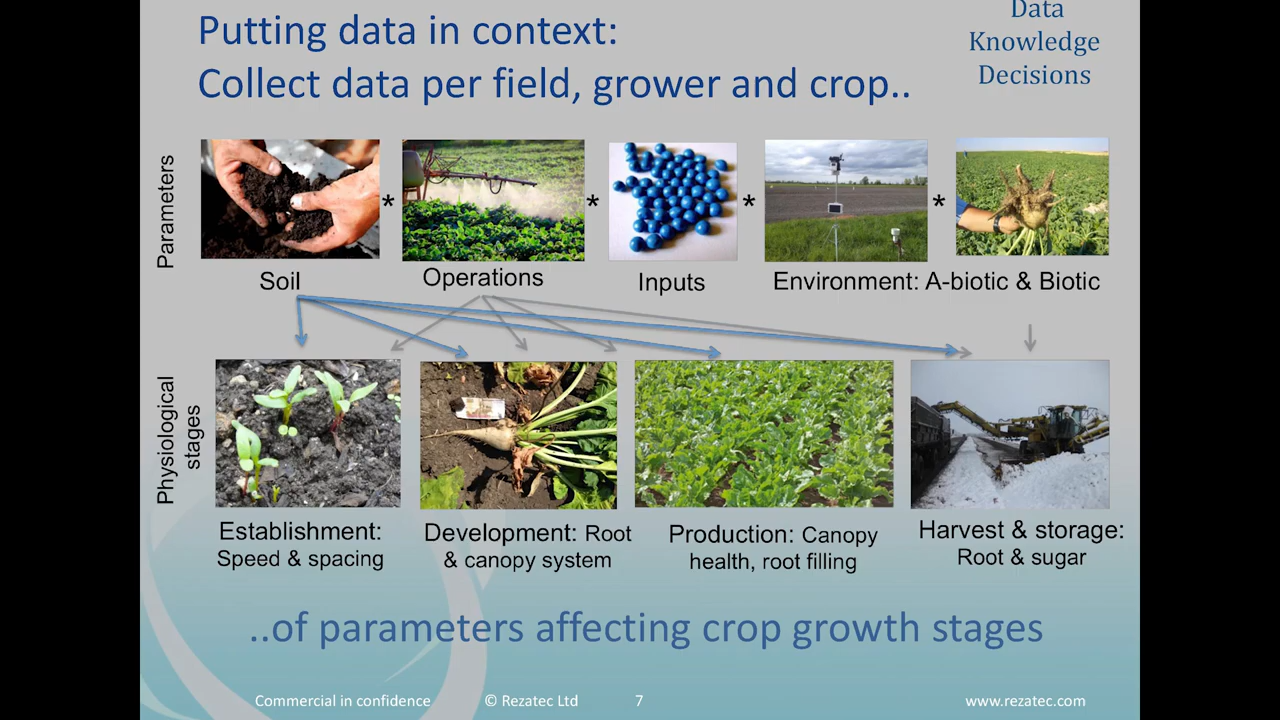 Putting data in context:
Collect data per field, grower and crop..
Data
Knowledge
Decisions
Parameters
*
*
*
*
Soil
Operations
Inputs
Environment: A-biotic & Biotic
Physiological
stages
Establishment:
Speed & spacing
Development: Root
& canopy system
Production: Canopy
health, root filling
Harvest & storage:
Root & sugar
..of parameters affecting crop growth stages
Commercial in confidence
© Rezatec Ltd
7
www.rezatec.com